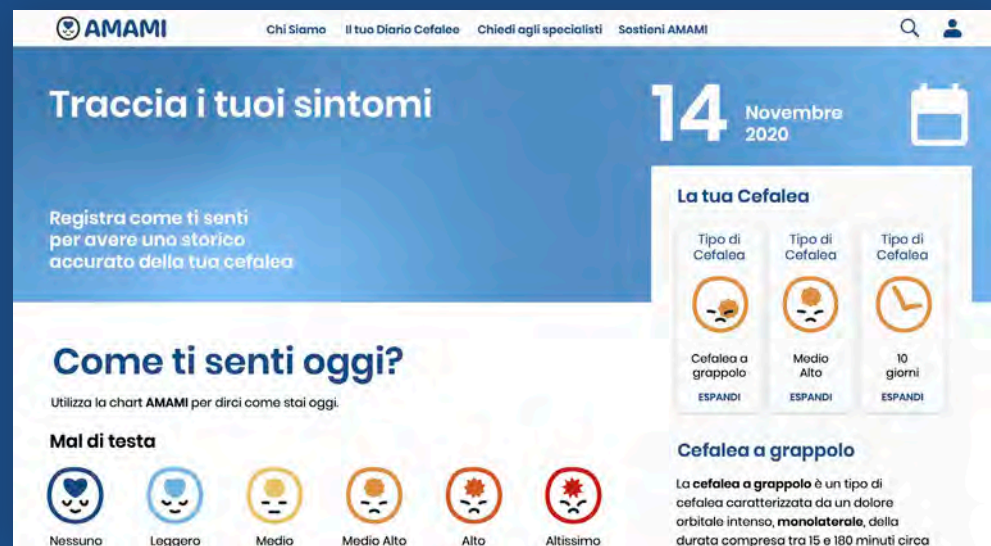 AMAMI
Chi Siamo Il tuo Diario Cefalee Chiedi agli specialisti Sostieni AMAMI
Traccia i tuoi sintomi
Registra come ti senti
per avere uno storico
accurato della tua cefalea
14
Novembre
2020
Come ti senti oggi?
Utilizza la chart AMAMI per dirci come stai oggi.
Mal di testa
Nessuno
Leggero
Medio
Medio Alto
Alto
Altissimo
La tua Cefalea
Tipo di
Cefalea
Cefalea a
grappolo
ESPANDI
Tipo di
Cefalea
Medio
Alto
ESPANDI
Tipo di
Cefalea
10
giorni
ESPANDI
Cefalea a grappolo
La cefalea a grappolo è un tipo di
cefalea caratterizzata da un dolore
orbitale intenso, monolaterale, della
durata compresa tra 15 e 180 minuti circa